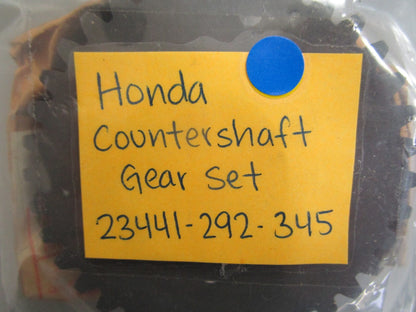 Honda
Countershaft
Gear Set
23441-292-345